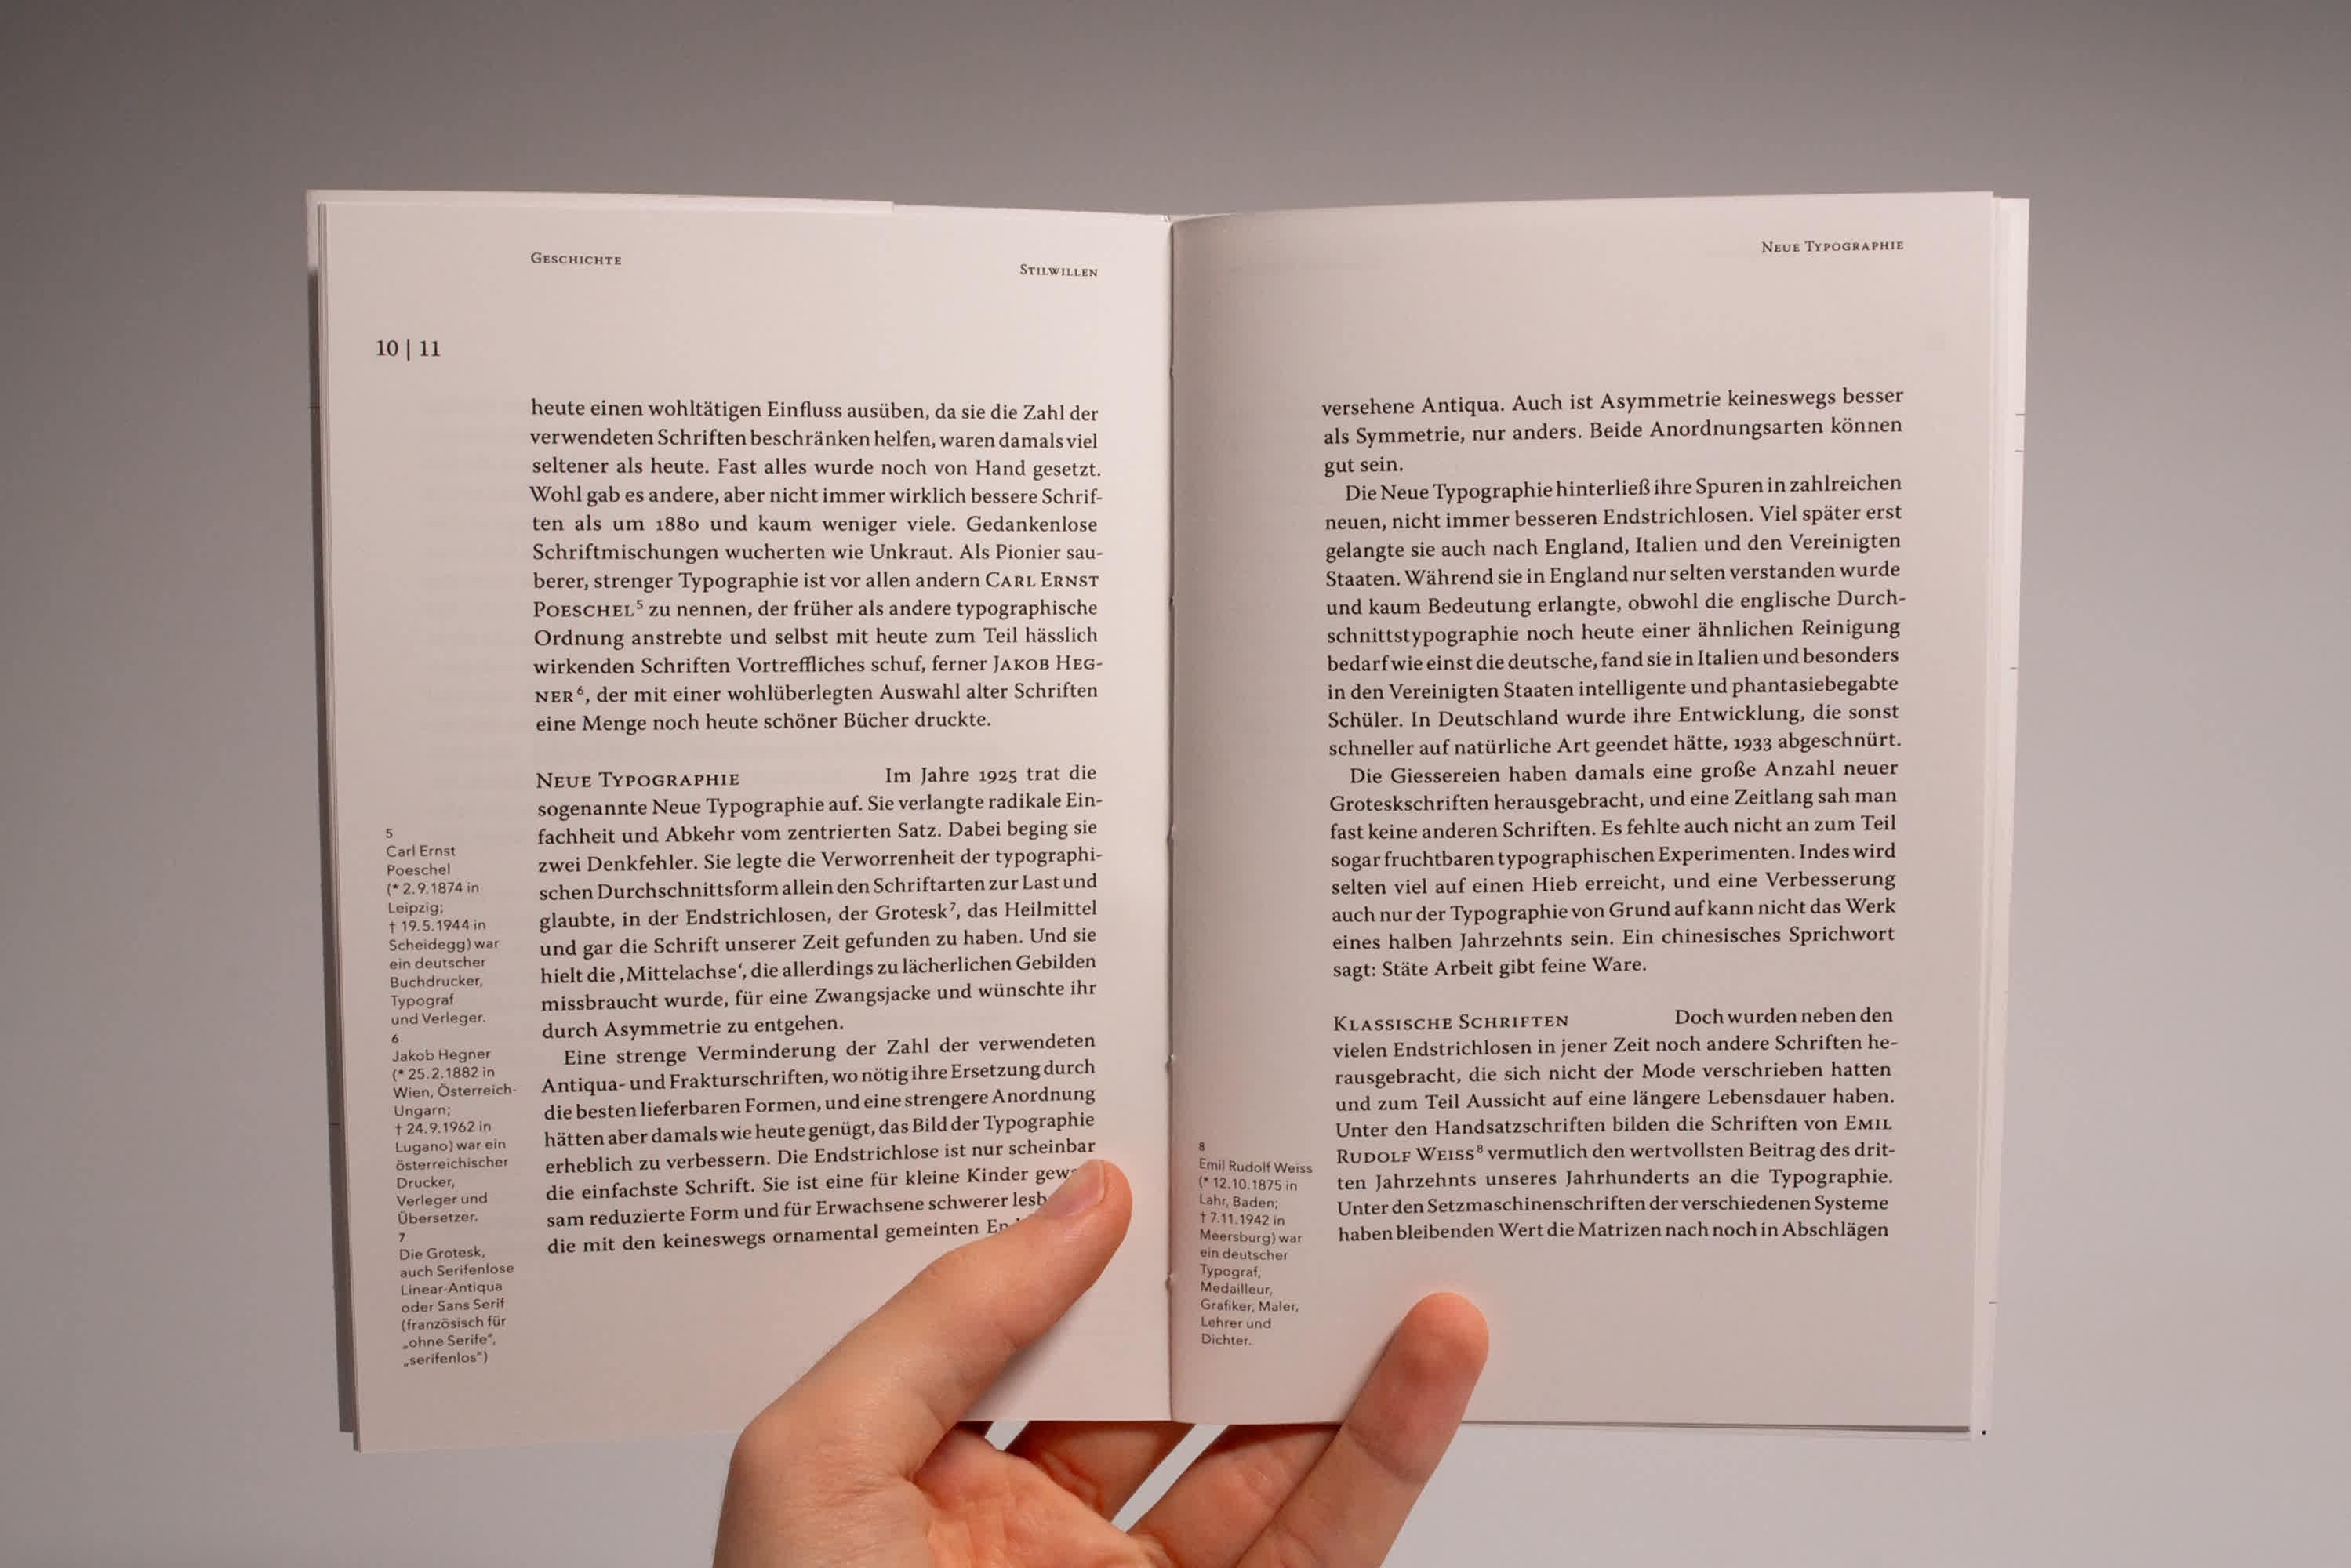 Geschichte
Stilwillen
10 | 11
heute einen wohltätigen Einfluss ausüben, da sie die Zahl der
verwendeten Schriften beschränken helfen, waren damals viel
seltener als heute. Fast alles wurde noch von Hand gesetzt.
Wohl gab es andere, aber nicht immer wirklich bessere Schrif-
ten als um 1880 und kaum weniger viele. Gedankenlose
Schriftmischungen wucherten wie Unkraut. Als Pionier sau-
berer, strenger Typographie ist vor allen andern Carl Ernst
Poeschel⁵ zu nennen, der früher als andere typographische
Ordnung anstrebte und selbst mit heute zum Teil hässlich
wirkenden Schriften Vortreffliches schuf, ferner Jakob Heg-
ner⁶, der mit einer wohlüberlegten Auswahl alter Schriften
eine Menge noch heute schöner Bücher druckte.
Neue Typographie Im Jahre 1925 trat die
sogenannte Neue Typographie auf. Sie verlangte radikale Ein-
fachheit und Abkehr vom zentrierten Satz. Dabei beging sie
zwei Denkfehler. Sie legte die Verworrenheit der typographi-
schen Durchschnittsform allein den Schriftarten zur Last und
glaubte, in der Endstrichlosen, der Grotesk⁷, das Heilmittel
und gar die Schrift unserer Zeit gefunden zu haben. Und sie
hielt die ‚Mittelachse‘, die allerdings zu lächerlichen Gebilden
missbraucht wurde, für eine Zwangsjacke und wünschte ihr
durch Asymmetrie zu entgehen.
Eine strenge Verminderung der Zahl der verwendeten
Antiqua- und Frakturschriften, wo nötig ihre Ersetzung durch
die besten lieferbaren Formen, und eine strengere Anordnung
hätten aber damals wie heute genügt, das Bild der Typographie
erheblich zu verbessern. Die Endstrichlose ist nur scheinbar
die einfachste Schrift. Sie ist eine für kleine Kinder
sam reduzierte Form und für Erwachsene schwerer
die mit den keineswegs ornamental gemeinten
5
Carl Ernst
Poeschel
(* 2.9.1874 in
Leipzig;
† 19.5.1944 in
Scheidegg) war
ein deutscher
Buchdrucker,
Typograf
und Verleger.
6
Jakob Hegner
(* 25.2.1882 in
Wien, Österreich-
Ungarn;
† 24.9.1962 in
Lugano) war ein
österreichischer
Drucker,
Verleger und
Übersetzer.
7
Die Grotesk,
auch Serifenlose
Linear-Antiqua
oder Sans Serif
(französisch für
„ohne Serife“,
„serifenlos“)
Neue Typographie
versehene Antiqua. Auch ist Asymmetrie keineswegs besser
als Symmetrie, nur anders. Beide Anordnungsarten können
gut sein.
Die Neue Typographie hinterließ ihre Spuren in zahlreichen
neuen, nicht immer besseren Endstrichlosen. Viel später erst
gelangte sie auch nach England, Italien und den Vereinigten
Staaten. Während sie in England nur selten verstanden wurde
und kaum Bedeutung erlangte, obwohl die englische Durch-
schnittstypographie noch heute einer ähnlichen Reinigung
bedarf wie einst die deutsche, fand sie in Italien und besonders
in den Vereinigten Staaten intelligente und phantasiebegabte
Schüler. In Deutschland wurde ihre Entwicklung, die sonst
schneller auf natürliche Art geendet hätte, 1933 abgeschnürt.
Die Giessereien haben damals eine große Anzahl neuer
Groteskschriften herausgebracht, und eine Zeitlang sah man
fast keine anderen Schriften. Es fehlte auch nicht an zum Teil
sogar fruchtbaren typographischen Experimenten. Indes wird
selten viel auf einen Hieb erreicht, und eine Verbesserung
auch nur der Typographie von Grund auf kann nicht das Werk
eines halben Jahrzehnts sein. Ein chinesisches Sprichwort
sagt: Stäte Arbeit gibt feine Ware.
Klassische Schriften Doch wurden neben den
vielen Endstrichlosen in jener Zeit noch andere Schriften he-
rausgebracht, die sich nicht der Mode verschrieben hatten
und zum Teil Aussicht auf eine längere Lebensdauer haben.
Unter den Handsatzschriften bilden die Schriften von Emil
Rudolf Weiss⁸ vermutlich den wertvollsten Beitrag des drit-
ten Jahrzehnts unseres Jahrhunderts an die Typographie.
Unter den Setzmaschinenschriften der verschiedenen Systeme
haben bleibenden Wert die Matrizen nach noch in Abschlägen
8
Emil Rudolf Weiss
(* 12.10.1875 in
Lahr, Baden;
† 7.11.1942 in
Meersburg) war
ein deutscher
Typograf,
Medailleur,
Grafiker, Maler,
Lehrer und
Dichter.